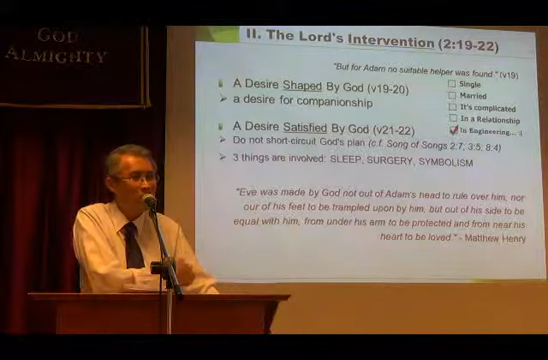 GOD
ALMIGHTY
II. The Lord's Intervention (2:19-22)
"But for Adam no suitable helper was found." (v19)
A Desire Shaped By God (v19-20)
a desire for companionship
Single
Married
It's complicated
In a Relationship
In Engineering... :(
A Desire Satisfied By God (v21-22)
Do not short-circuit God's plan (c.f. Song of Songs 2:7; 3:5; 8:4)
3 things are involved: SLEEP, SURGERY, SYMBOLISM
"Eve was made by God not out of Adam's head to rule over him, nor
our of his feet to be trampled upon by him, but out of his side to be
equal with him, from under his arm to be protected and from near his
heart to be loved " - Matthew Henry